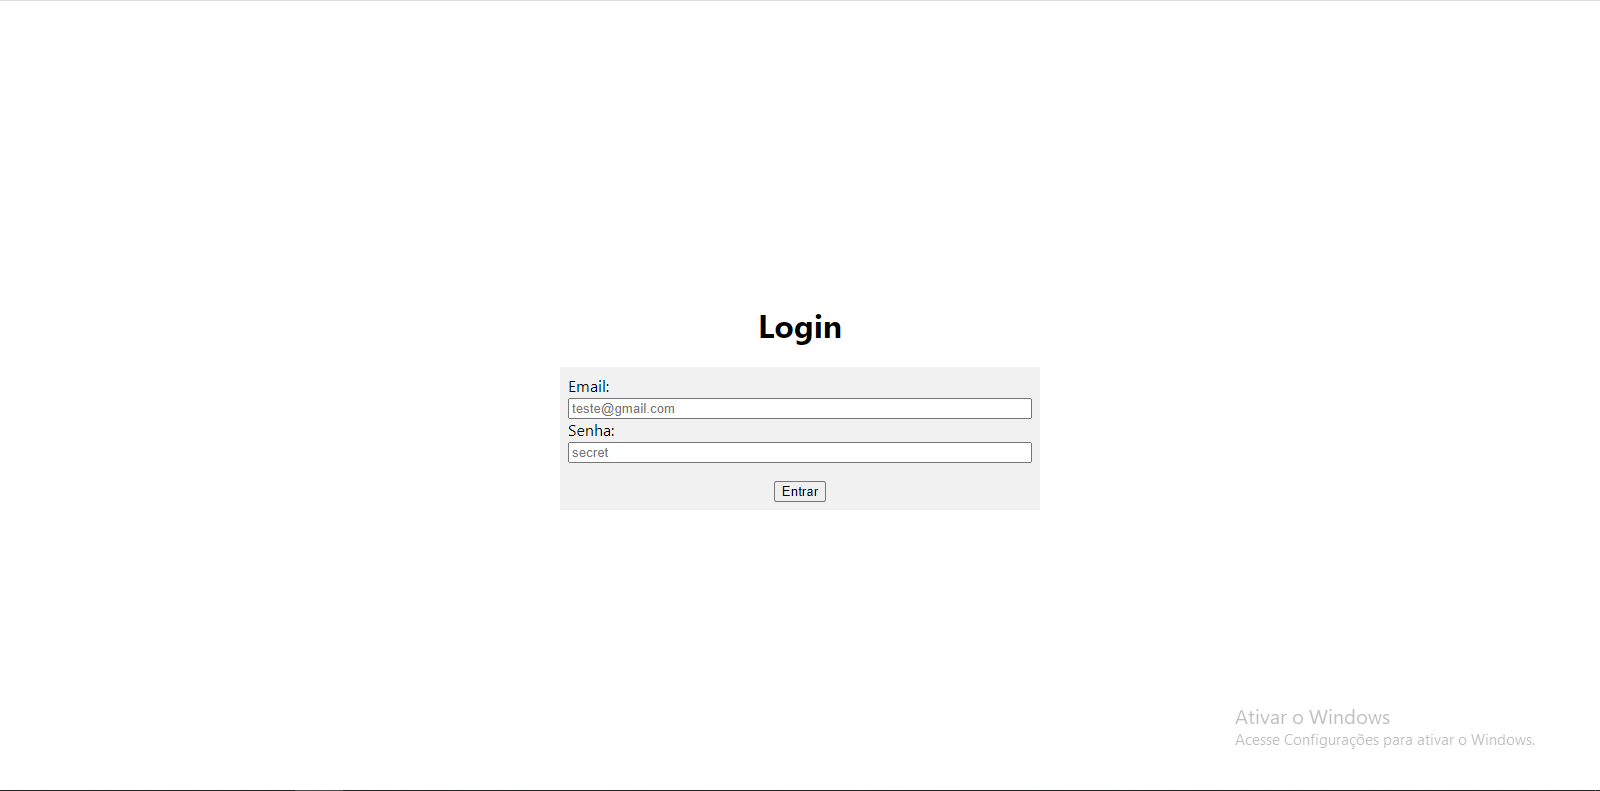 Login
Email:
teste@gmail.com
Senha:
secret
Entrar
Ativar o Windows
Acesse Configurações para ativar o Windows.